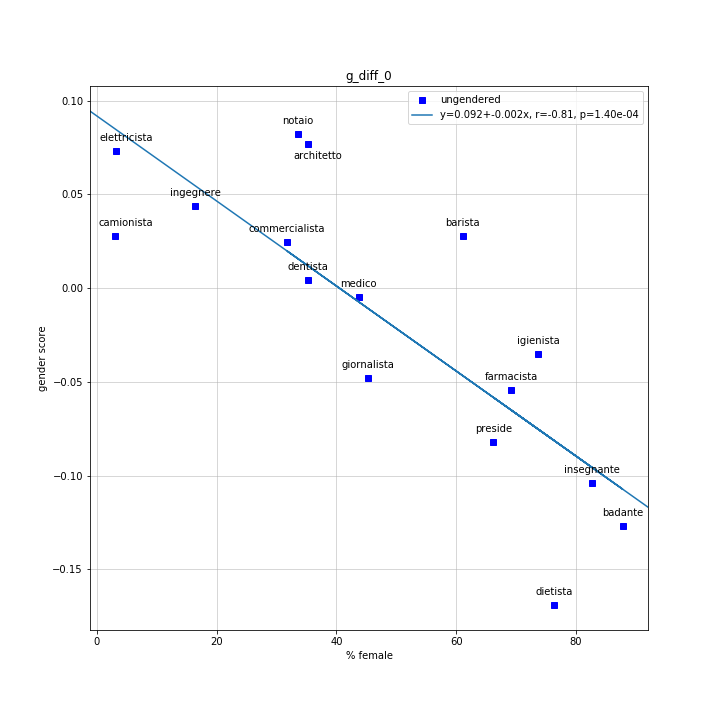 g_diff_0
ungendered
y=0.092+-0.002x, r=-0.81, p=1.40e-04
0.10
0.05
0.00
−0.05
−0.10
−0.15
gender score
notaio
elettricista
architetto
ingegnere
camionista
commercialista
barista
dentista
medico
igienista
giornalista
farmacista
preside
insegnante
badante
dietista
0
20
40
60
80
% female